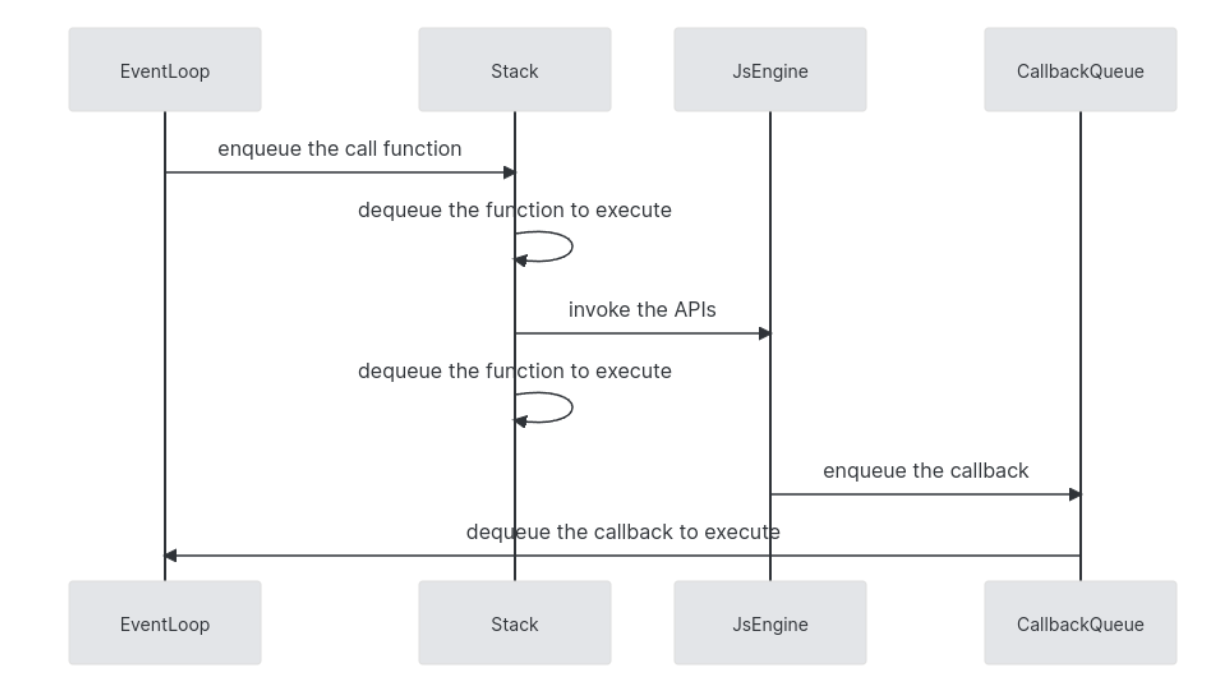 EventLoop
Stack
JsEngine
CallbackQueue
enqueue the call function
dequeue the function to execute
invoke the APIs
dequeue the function to execute
enqueue the callback
dequeue the callback to execute
EventLoop
Stack
JsEngine
CallbackQueue